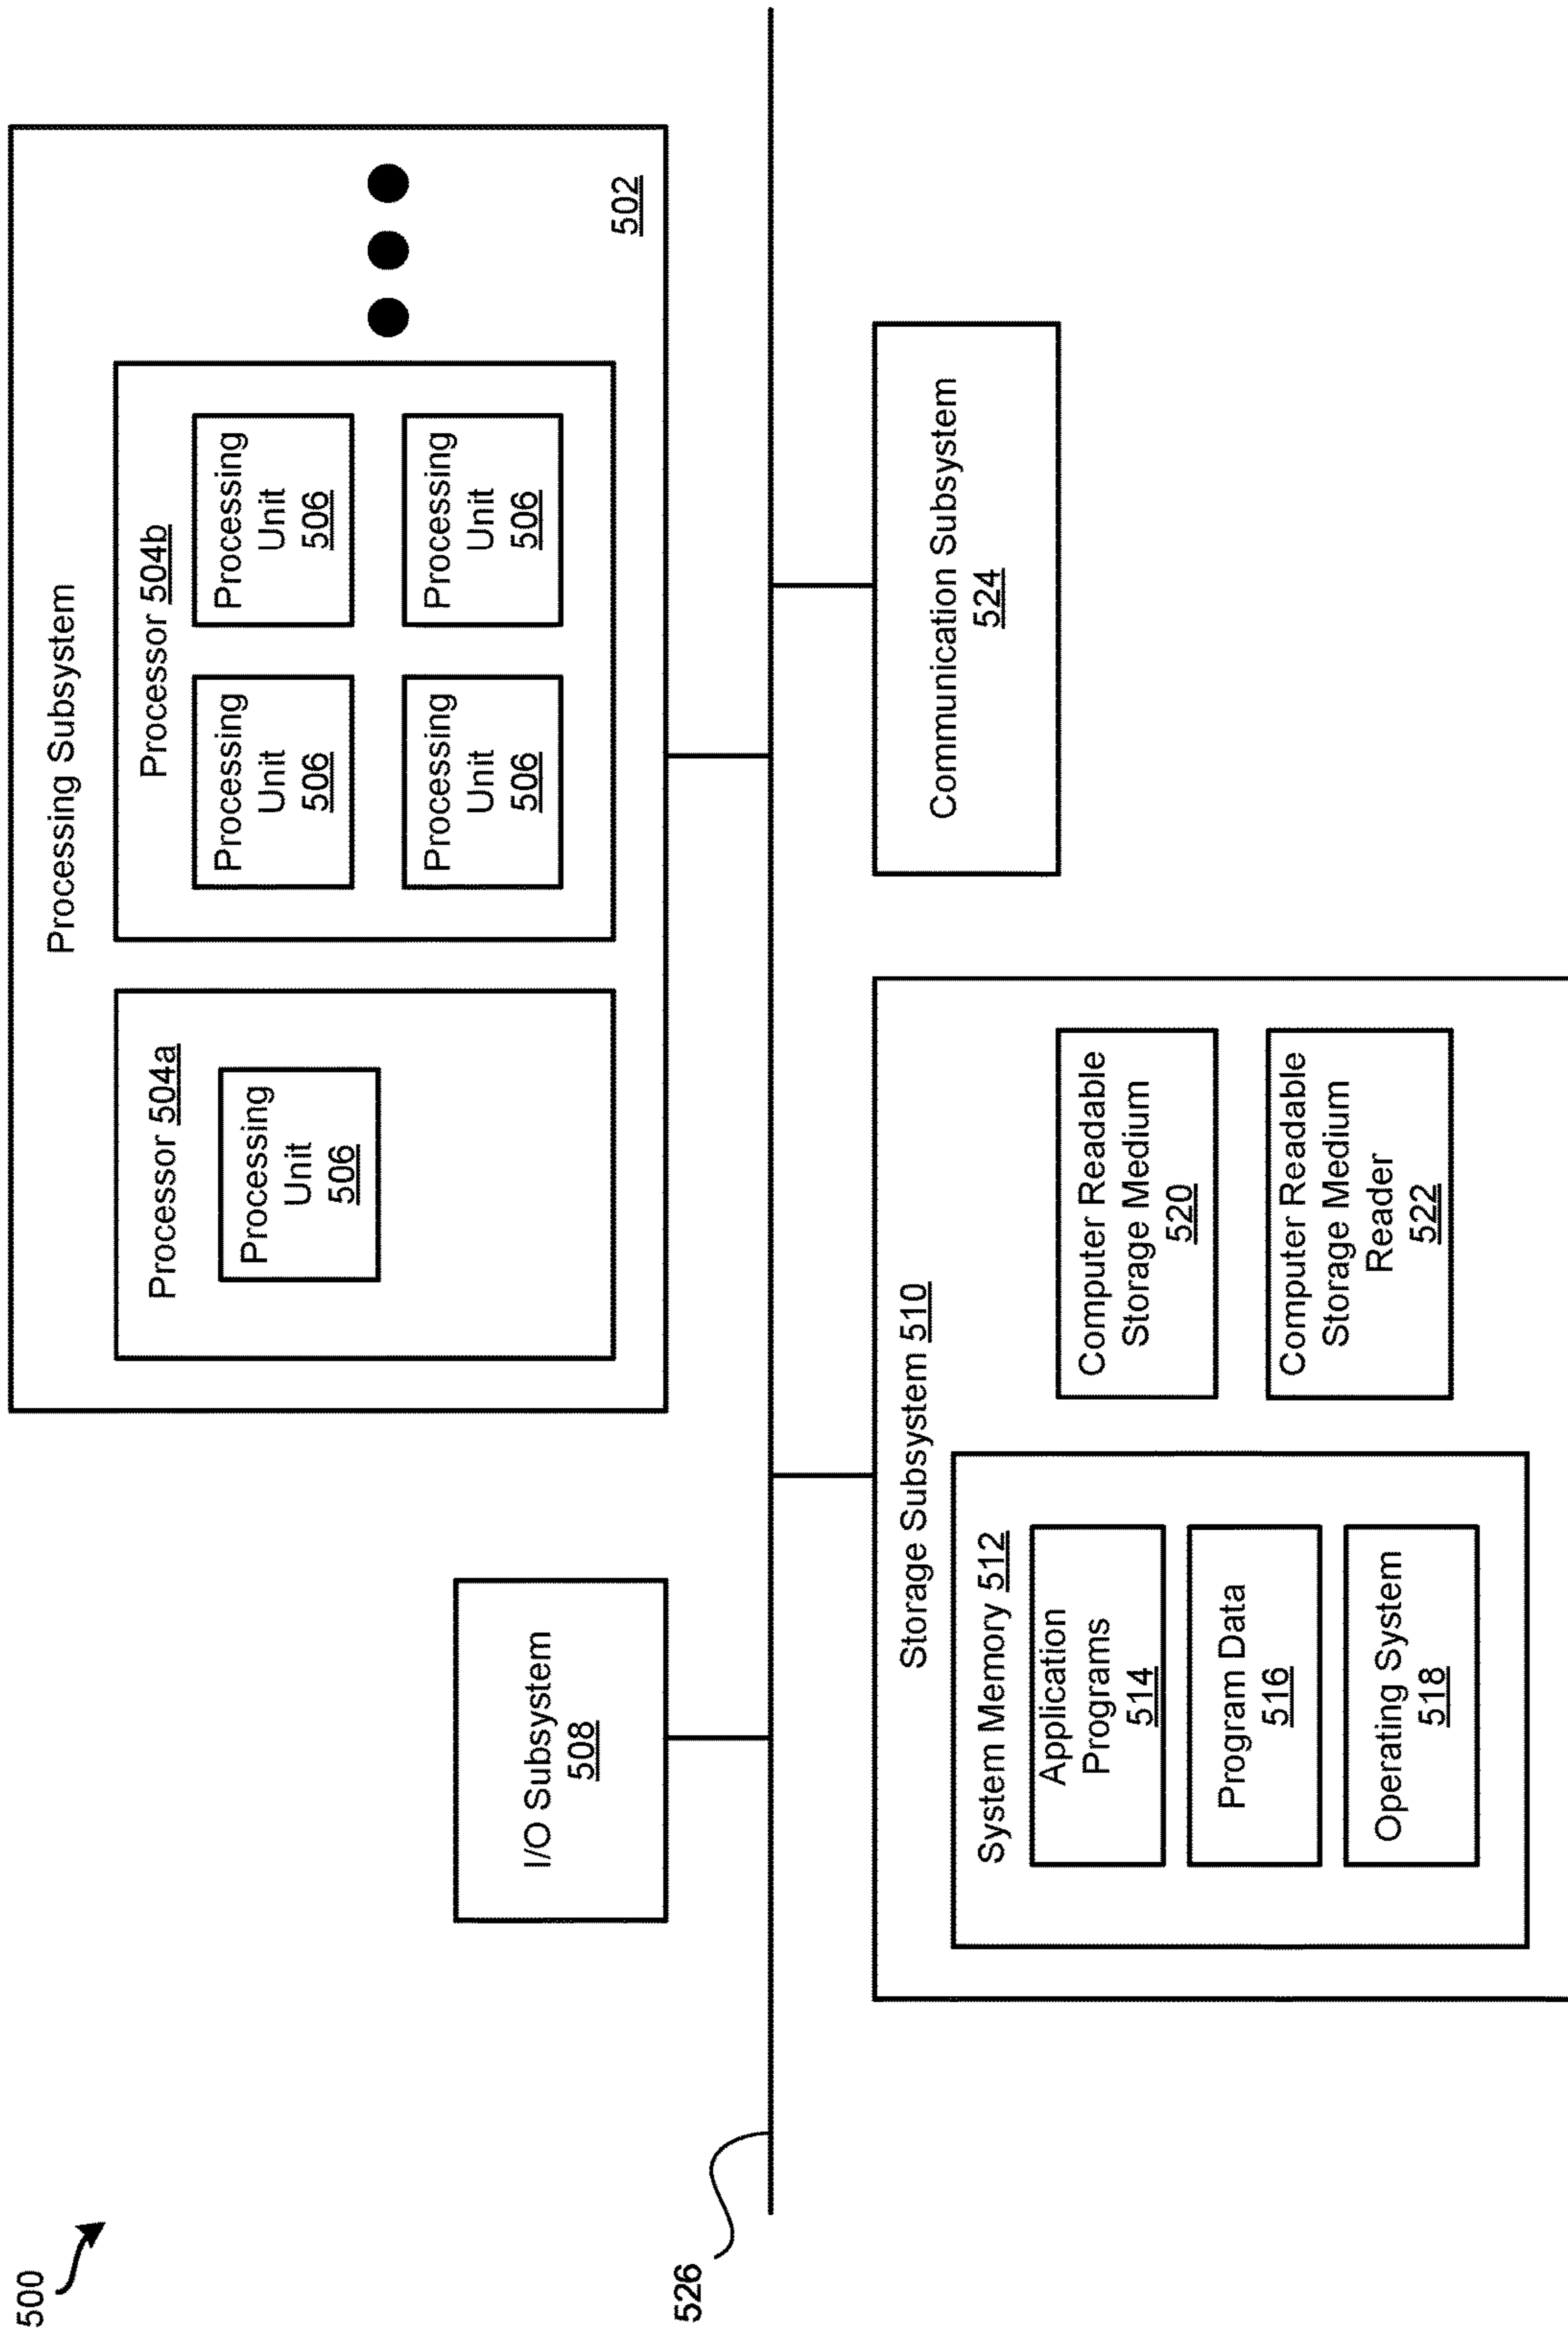 500
I/O Subsystem
508
Processing Subsystem
Processor 504a
Processing
Unit
506
Processor 504b
Processing
Unit
506
Processing
Unit
506
Processing
Unit
506
Processing
Unit
506
502
526
Storage Subsystem 510
System Memory 512
Application
Programs
514
Program Data
516
Operating System
518
Computer Readable
Storage Medium
520
Computer Readable
Storage Medium
Reader
522
Communication Subsystem
524